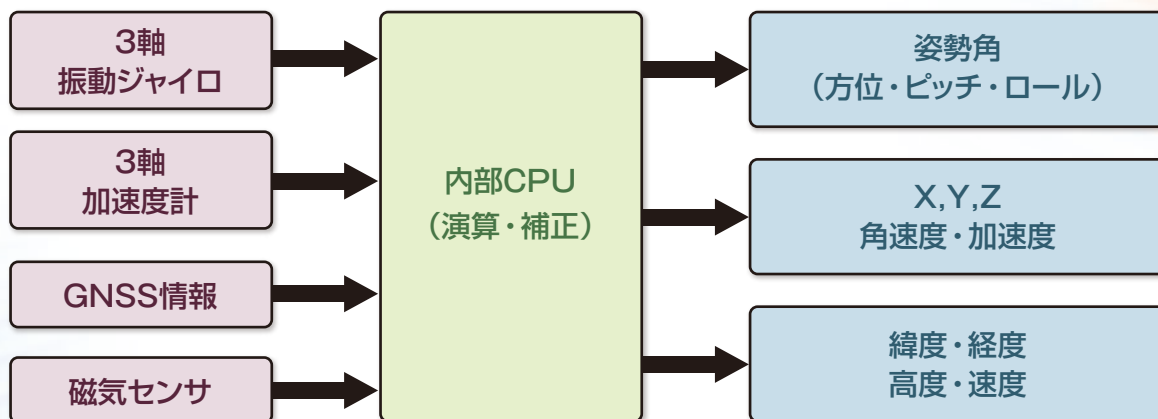 3軸
振動ジャイロ
3軸
加速度計
GNSS情報
磁気センサ
内部CPU
（演算・補正）
姿勢角
（方位・ピッチ・ロール）
X,Y,Z
角速度・加速度
緯度・経度
高度・速度